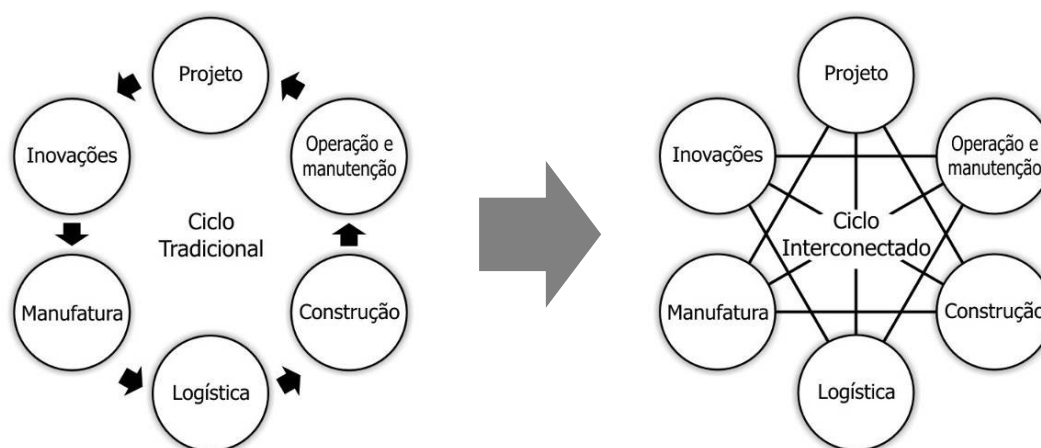 Projeto
Inovações
Operação e
manutenção
Ciclo
Tradicional
Manufatura
Construção
Logística
Projeto
Inovações
Operação e
manutenção
Ciclo
Interconectado
Manufatura
Construção
Logística